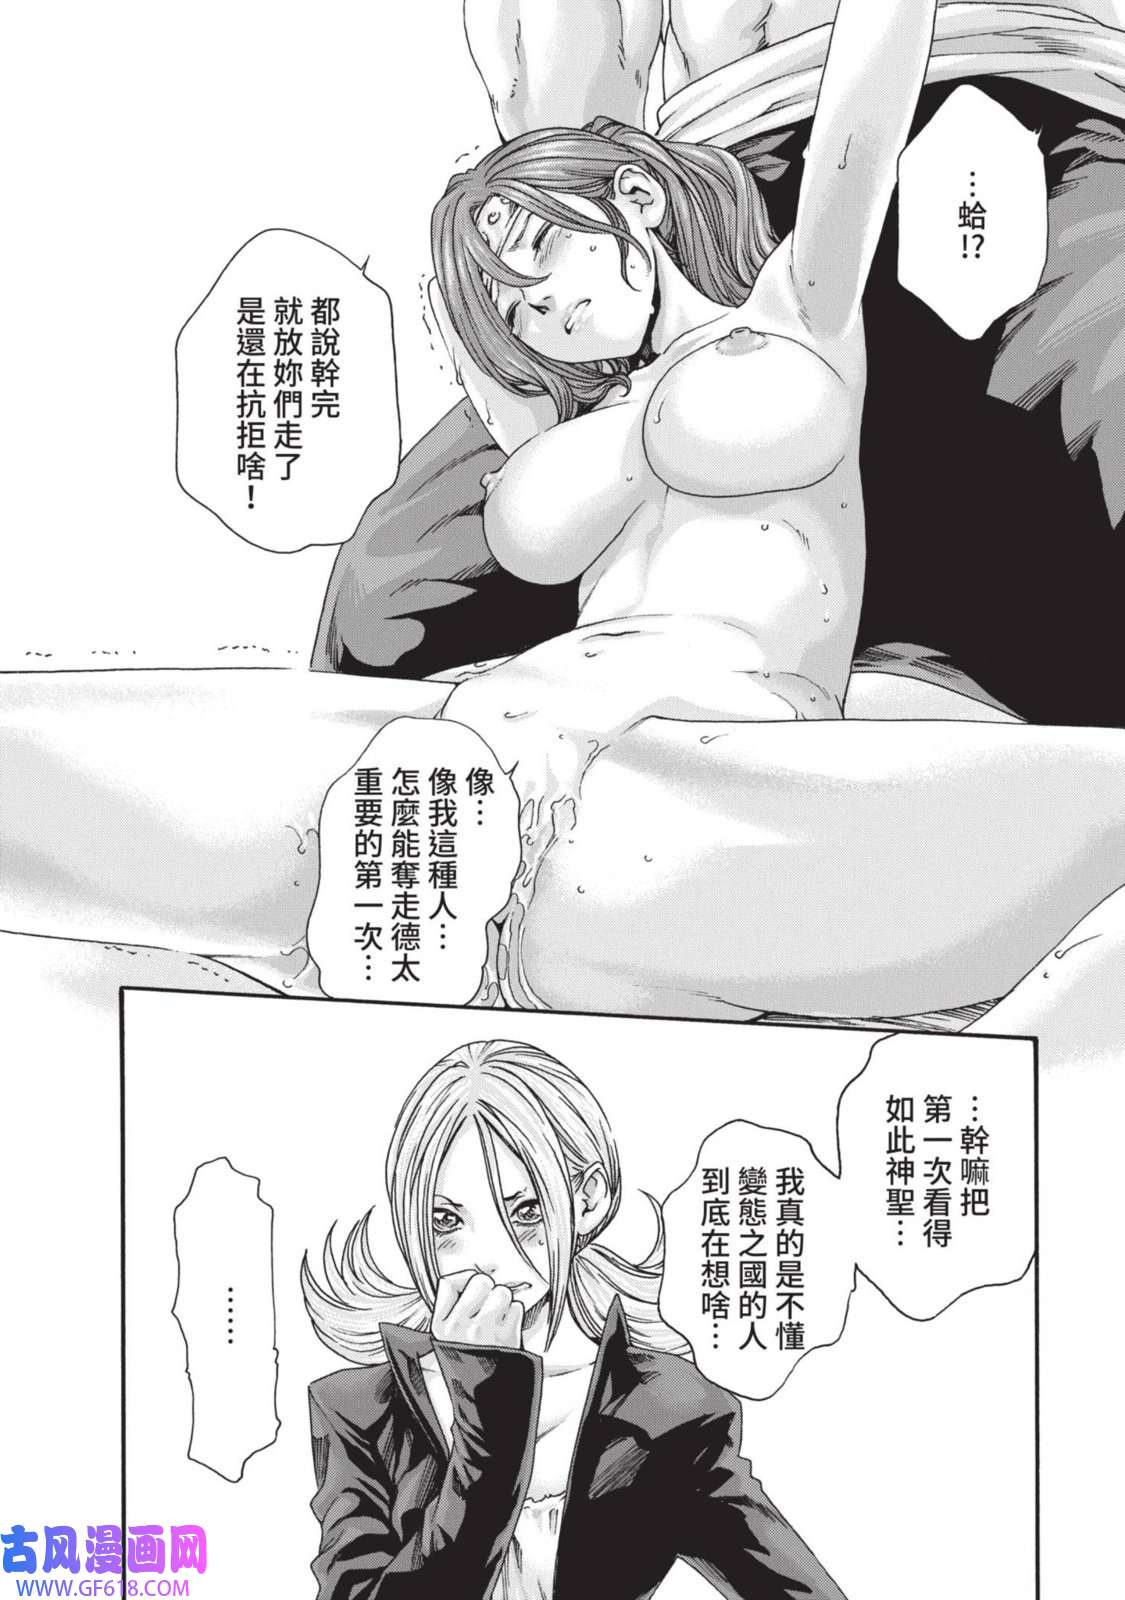 …蛤!?
都說幹完
就放妳們走了
是還在抗拒啥！
像…
像我這種人…
怎麼能奪走德太
重要的第一次…
…幹嘛把
第一次看得
如此神聖…
我真的是不懂
變態之國的人
到底在想啥…
……
古风漫画网
WWW.GF618.COM